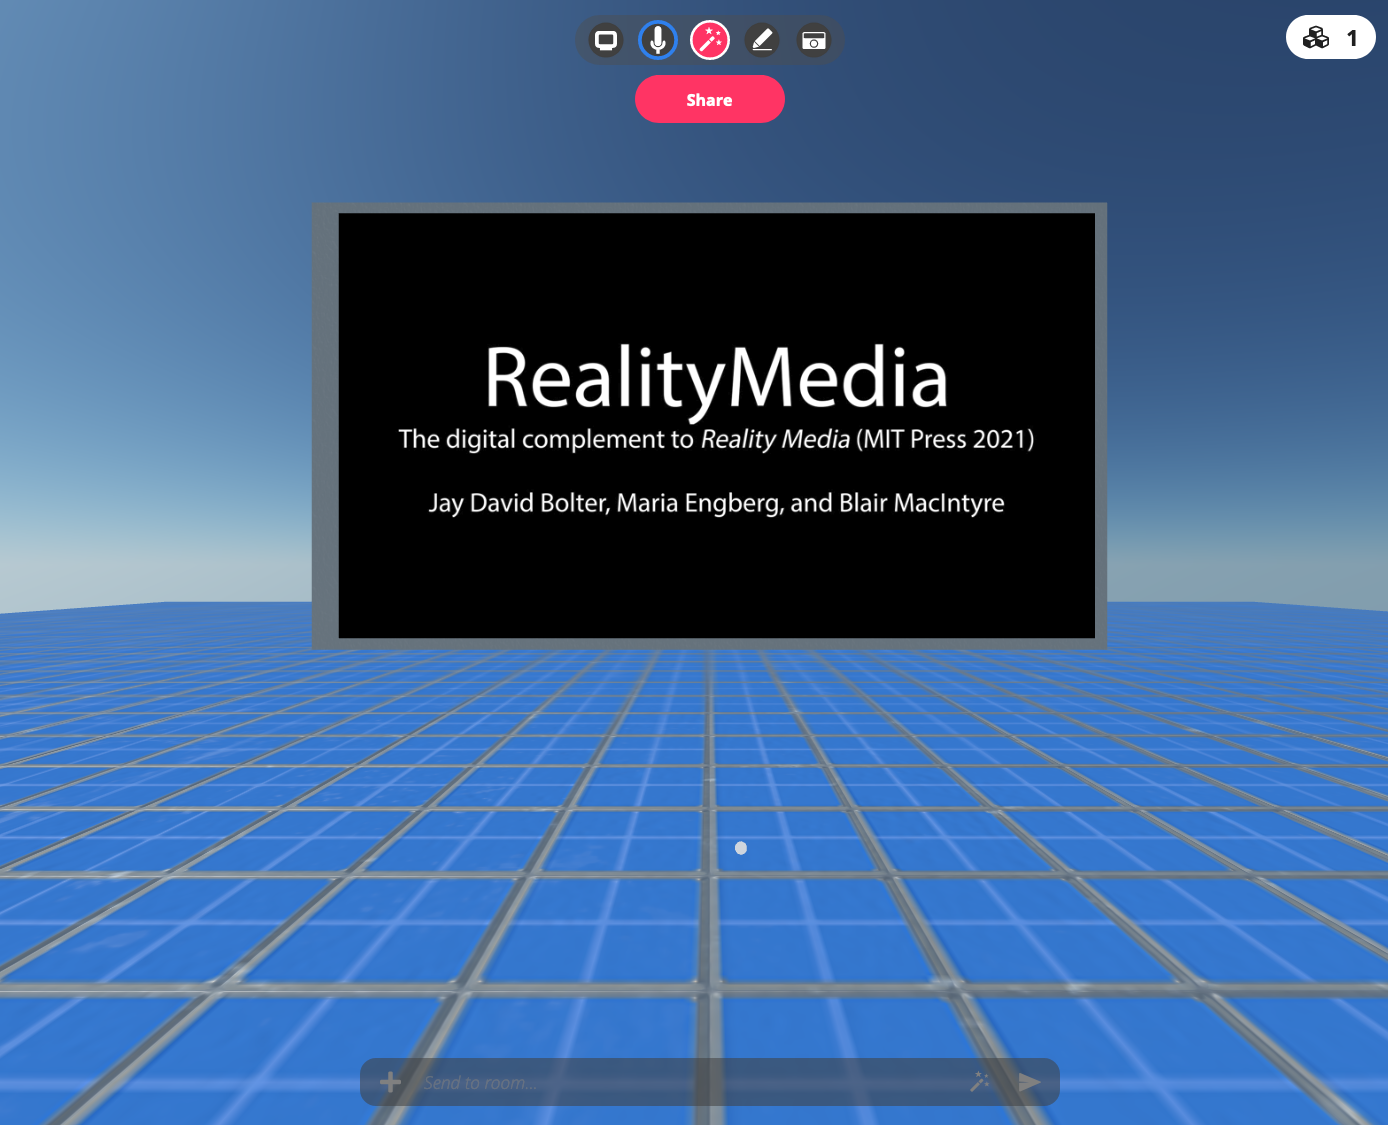 1
Share
RealityMedia
The digital complement to Reality Media (MIT Press 2021)
Jay David Bolter, Maria Engberg, and Blair MacIntyre
Send to room...